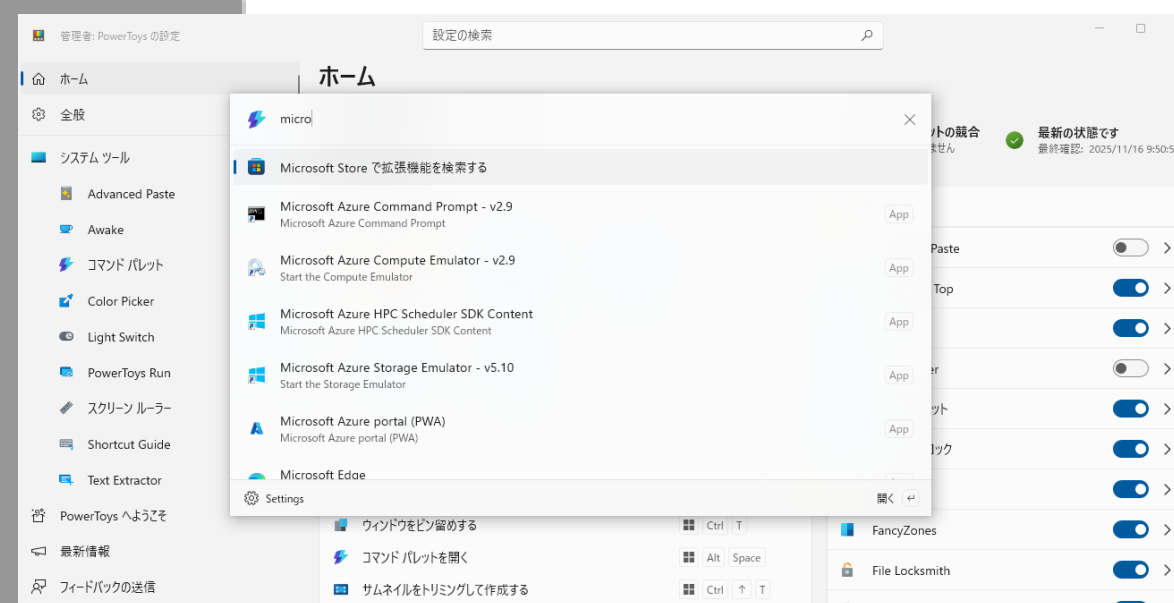 管理者: PowerToys の設定
設定の検索
ホーム
全般
システム ツール
Advanced Paste
Awake
コマンド パレット
Color Picker
Light Switch
PowerToys Run
スクリーン ルーラー
Shortcut Guide
Text Extractor
PowerToys へようこそ
最新情報
フィードバックの送信
ホーム
micro
Microsoft Store で拡張機能を検索する
Microsoft Azure Command Prompt - v2.9
Microsoft Azure Command Prompt
App
Microsoft Azure Compute Emulator - v2.9
Start the Compute Emulator
App
Microsoft Azure HPC Scheduler SDK Content
Microsoft Azure HPC Scheduler SDK Content
App
Microsoft Azure Storage Emulator - v5.10
Start the Storage Emulator
App
Microsoft Azure portal (PWA)
Microsoft Azure portal (PWA)
App
Microsoft Edge
Settings
開く
ウィンドウをピン留めする
Ctrl T
コマンド パレットを開く
Alt Space
サムネイルをトリミングして作成する
Ctrl ↑ T
トの競合
ません
最新の状態です
最終確認: 2025/11/16 9:50:5
Paste
Top
er
ット
ロック
FancyZones
File Locksmith